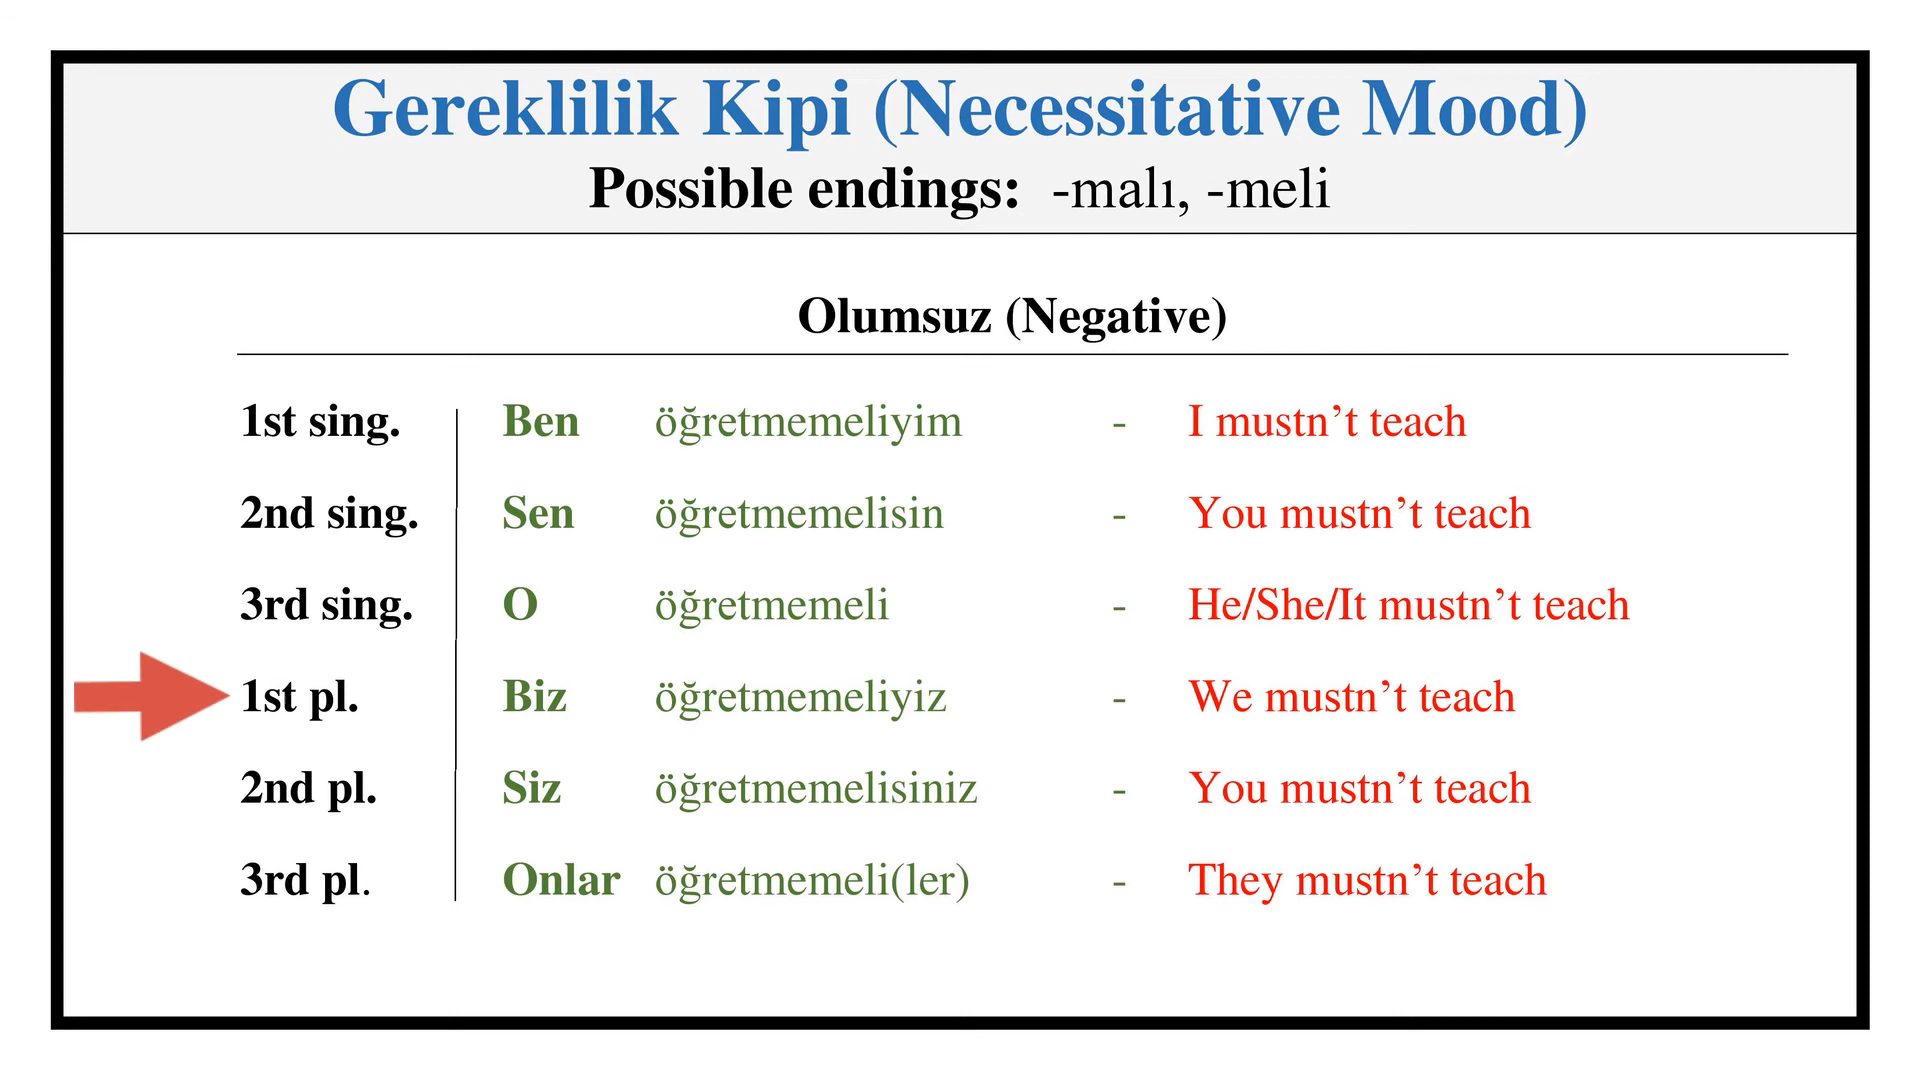 Gereklilik Kipi (Necessitative Mood)
Possible endings: -malı, -meli
Olumsuz (Negative)
1st sing. Ben öğretmemeliyim - I mustn’t teach
2nd sing. Sen öğretmemelisin - You mustn’t teach
3rd sing. O öğretmemeli - He/She/It mustn’t teach
1st pl. Biz öğretmemeliyiz - We mustn’t teach
2nd pl. Siz öğretmemelisiniz - You mustn’t teach
3rd pl. Onlar öğretmemeli(ler) - They mustn’t teach